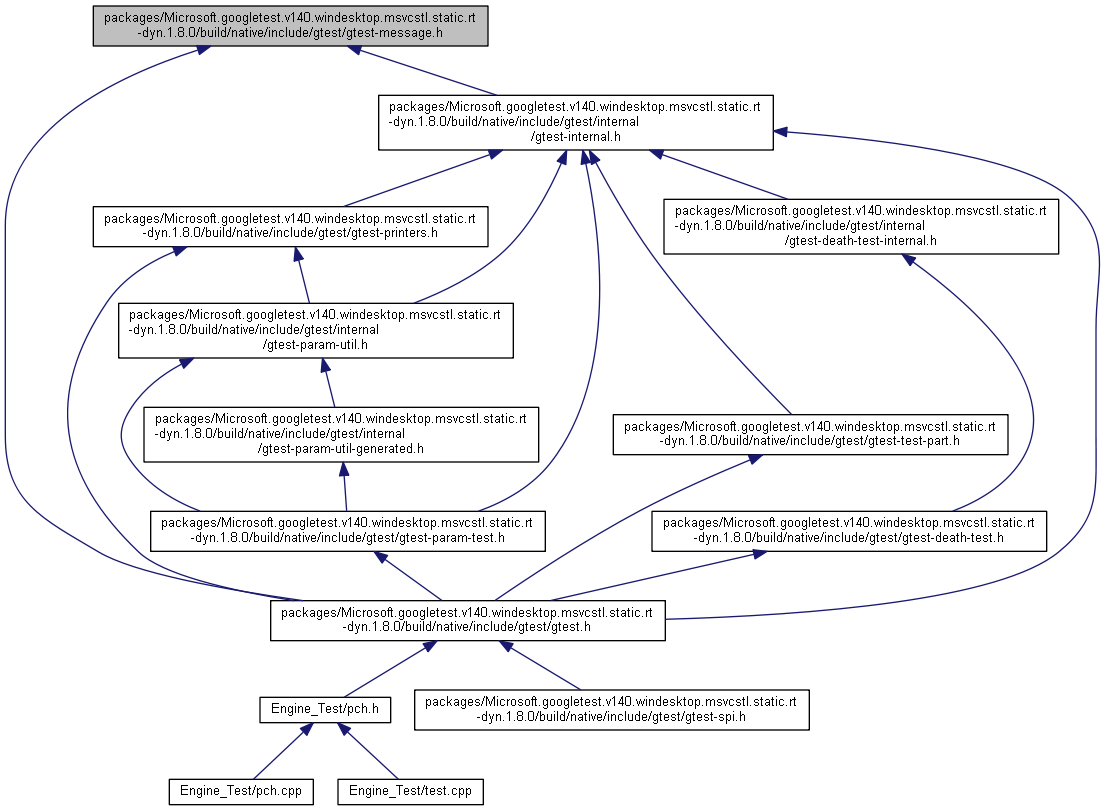 packages/Microsoft.googletest.v140.windesktop.msvcstl.static.rt
-dyn.1.8.0/build/native/include/gtest/gtest-message.h
packages/Microsoft.googletest.v140.windesktop.msvcstl.static.rt
-dyn.1.8.0/build/native/include/gtest/internal
/gtest-internal.h
packages/Microsoft.googletest.v140.windesktop.msvcstl.static.rt
-dyn.1.8.0/build/native/include/gtest/gtest-printers.h
packages/Microsoft.googletest.v140.windesktop.msvcstl.static.rt
-dyn.1.8.0/build/native/include/gtest/internal
/gtest-death-test-internal.h
packages/Microsoft.googletest.v140.windesktop.msvcstl.static.rt
-dyn.1.8.0/build/native/include/gtest/internal
/gtest-param-util.h
packages/Microsoft.googletest.v140.windesktop.msvcstl.static.rt
-dyn.1.8.0/build/native/include/gtest/internal
/gtest-param-util-generated.h
packages/Microsoft.googletest.v140.windesktop.msvcstl.static.rt
-dyn.1.8.0/build/native/include/gtest/gtest-test-part.h
packages/Microsoft.googletest.v140.windesktop.msvcstl.static.rt
-dyn.1.8.0/build/native/include/gtest/gtest-param-test.h
packages/Microsoft.googletest.v140.windesktop.msvcstl.static.rt
-dyn.1.8.0/build/native/include/gtest/gtest-death-test.h
packages/Microsoft.googletest.v140.windesktop.msvcstl.static.rt
-dyn.1.8.0/build/native/include/gtest/gtest.h
Engine_Test/pch.h
packages/Microsoft.googletest.v140.windesktop.msvcstl.static.rt
-dyn.1.8.0/build/native/include/gtest/gtest-spi.h
Engine_Test/pch.cpp
Engine_Test/test.cpp